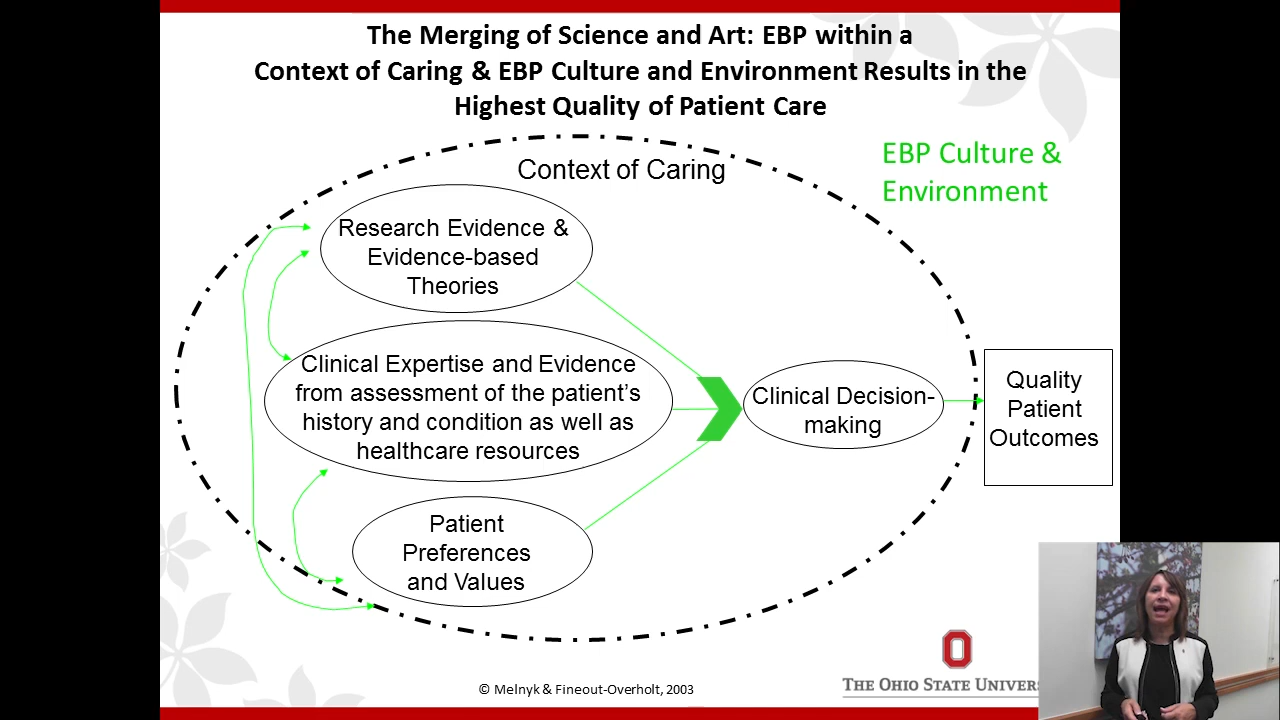 The Merging of Science and Art: EBP within a
Context of Caring & EBP Culture and Environment Results in the
Highest Quality of Patient Care
EBP Culture &
Environment
Context of Caring
Research Evidence &
Evidence-based
Theories
Clinical Expertise and Evidence
from assessment of the patient's
history and condition as well as
healthcare resources
Patient
Preferences
and Values
Clinical Decision-
making
Quality
Patient
Outcomes
© Melnyk & Fineout-Overholt, 2003
THE OHIO STATE UNIVERS